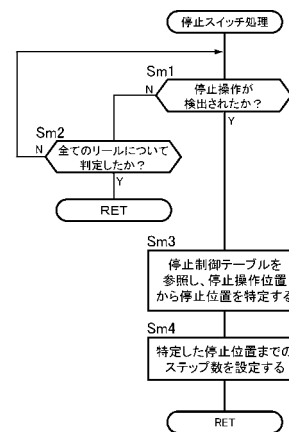 停止スイッチ処理
Sm1
停止操作が
検出されたか？
N
Y
Sm2
全てのリールについて
判定したか？
N
Y
RET
Sm3
停止制御テーブルを
参照し、停止操作位置
から停止位置を特定する
Sm4
特定した停止位置までの
ステップ数を設定する
RET